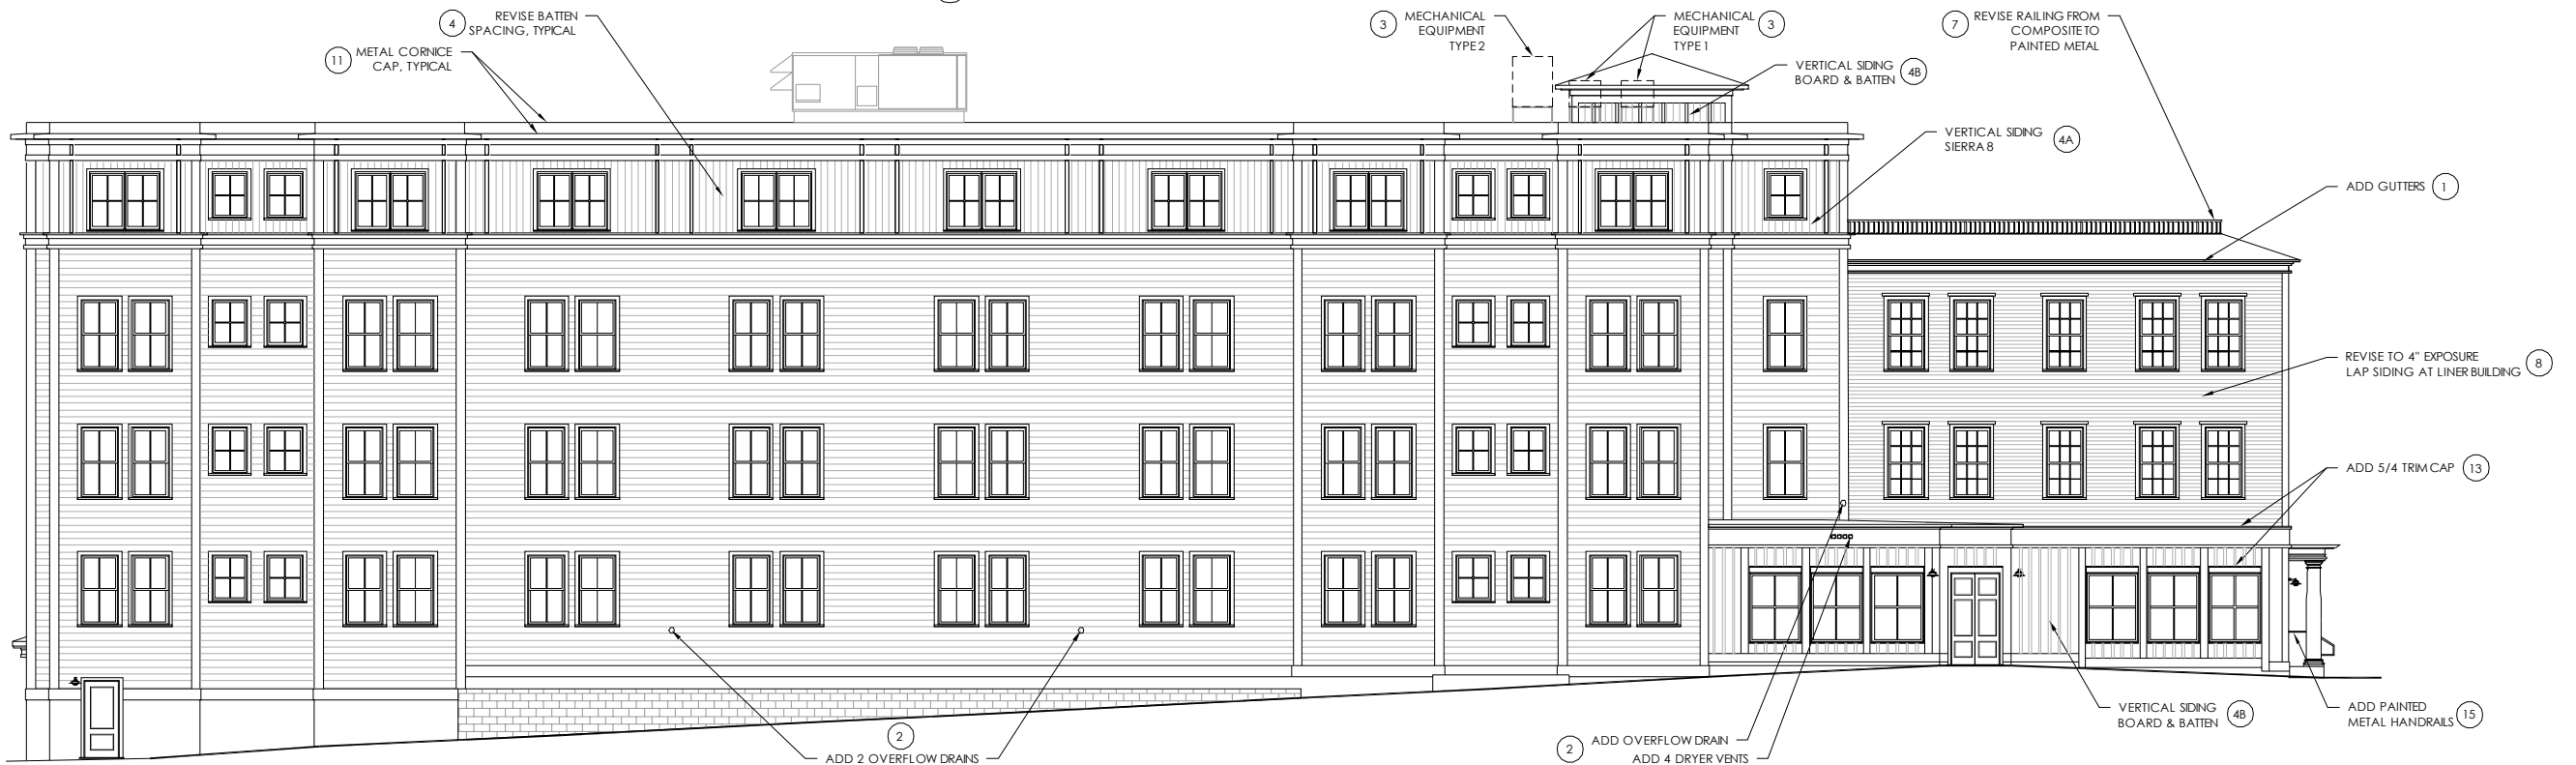 4
REVISE BATTEN
SPACING, TYPICAL
11
METAL CORNICE
CAP, TYPICAL
3
MECHANICAL
EQUIPMENT
TYPE 2
MECHANICAL
EQUIPMENT
TYPE 1
3
7
REVISE RAILING FROM
COMPOSITE TO
PAINTED METAL
VERTICAL SIDING
BOARD & BATTEN
4B
VERTICAL SIDING
SIERRA 8
4A
ADD GUTTERS
1
REVISE TO 4" EXPOSURE
LAP SIDING AT LINER BUILDING
8
ADD 5/4 TRIM CAP
13
VERTICAL SIDING
BOARD & BATTEN
4B
ADD PAINTED
METAL HANDRAILS
15
2
ADD 2 OVERFLOW DRAINS
2
ADD OVERFLOW DRAIN
ADD 4 DRYER VENTS